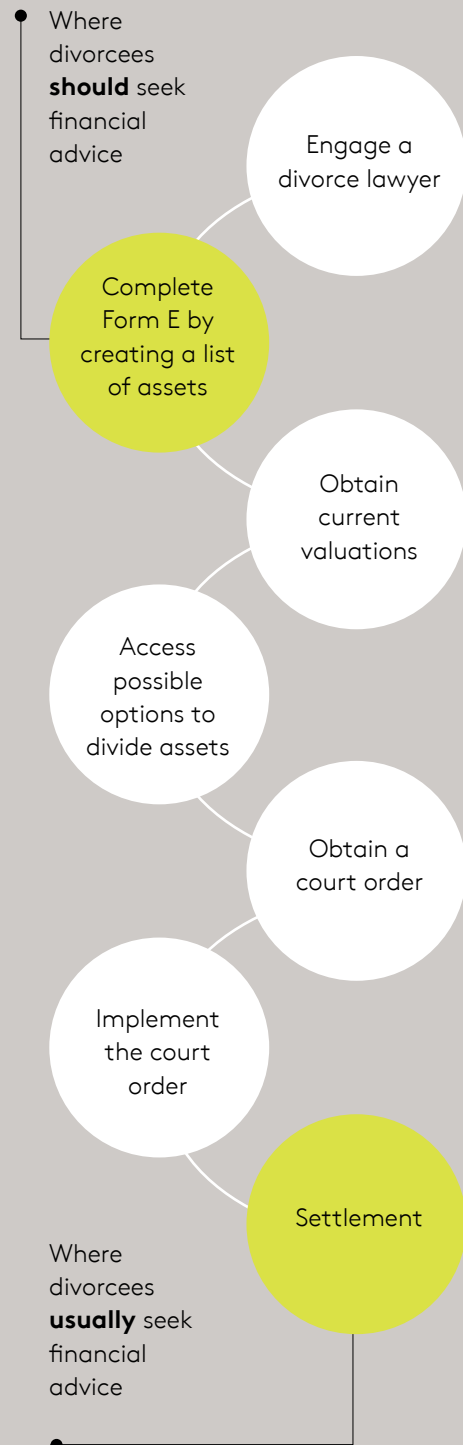 Where
divorcees
should seek
financial
advice
Engage a
divorce lawyer
Complete
Form E by
creating a list
of assets
Obtain
current
valuations
Access
possible
options to
divide assets
Obtain a
court order
Implement
the court
order
Settlement
Where
divorcees
usually seek
financial
advice